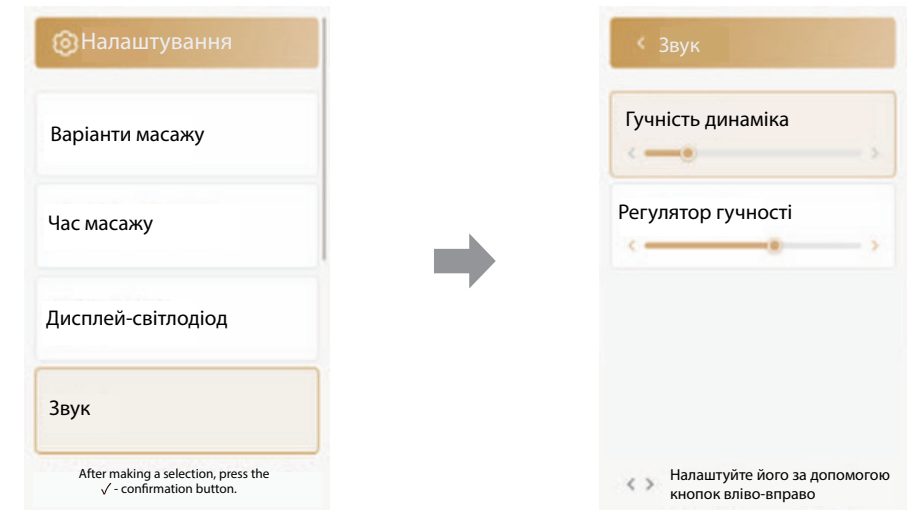 Налаштування
Варіанти масажу
Час масажу
Дисплей-світлодіод
Звук
After making a selection, press the
✓ - confirmation button.
Звук
Гучність динаміка
Регулятор гучності
Налаштуйте його за допомогою
кнопок вліво-вправо